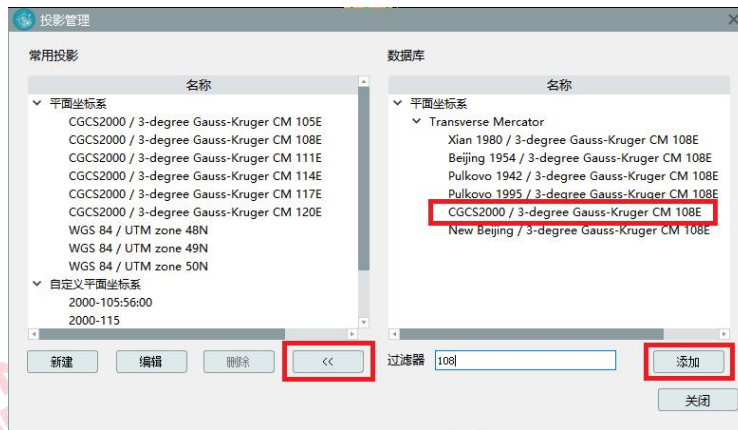 投影管理
常用投影
名称
平面坐标系
CGCS2000 / 3-degree Gauss-Kruger CM 105E
CGCS2000 / 3-degree Gauss-Kruger CM 108E
CGCS2000 / 3-degree Gauss-Kruger CM 111E
CGCS2000 / 3-degree Gauss-Kruger CM 114E
CGCS2000 / 3-degree Gauss-Kruger CM 117E
CGCS2000 / 3-degree Gauss-Kruger CM 120E
WGS 84 / UTM zone 48N
WGS 84 / UTM zone 49N
WGS 84 / UTM zone 50N
自定义平面坐标系
2000-105:56:00
2000-115
新建 编辑 删除 <<
数据库
名称
平面坐标系
Transverse Mercator
Xian 1980 / 3-degree Gauss-Kruger CM 108E
Beijing 1954 / 3-degree Gauss-Kruger CM 108E
Pulkovo 1942 / 3-degree Gauss-Kruger CM 108E
Pulkovo 1995 / 3-degree Gauss-Kruger CM 108E
CGCS2000 / 3-degree Gauss-Kruger CM 108E
New Beijing / 3-degree Gauss-Kruger CM 108E
过滤器 108 添加
关闭